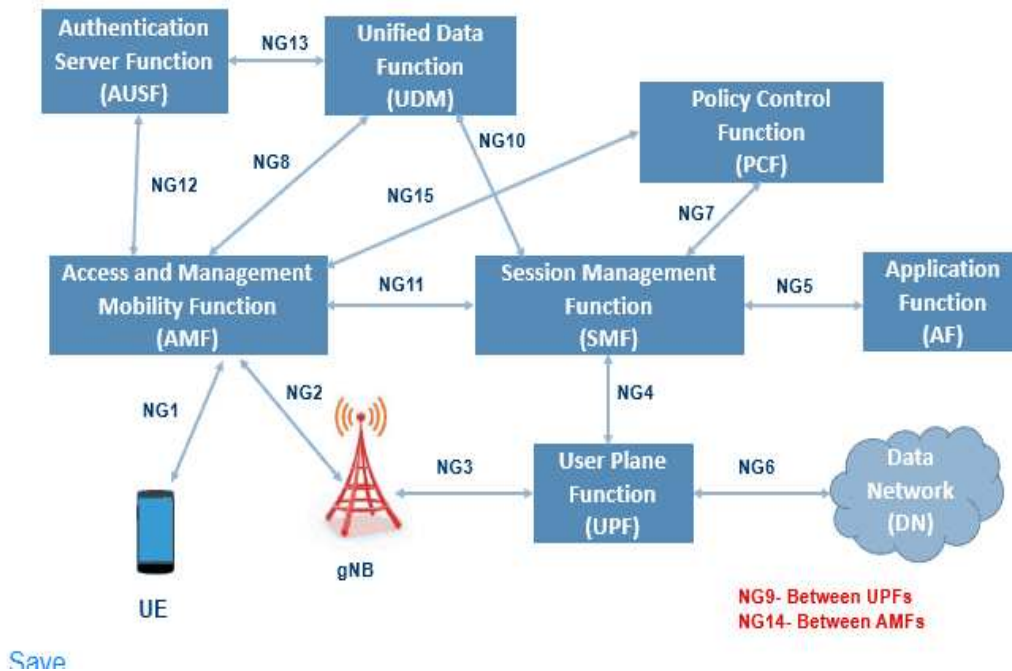 Authentication
Server Function
(AUSF)
NG13
Unified Data
Function
(UDM)
Policy Control
Function
(PCF)
NG12
NG8
NG10
NG15
NG7
Access and Management
Mobility Function
(AMF)
NG11
Session Management
Function
(SMF)
NG5
Application
Function
(AF)
NG1
NG2
NG4
NG3
User Plane
Function
(UPF)
NG6
Data
Network
(DN)
gNB
UE
NG9- Between UPFs
NG14- Between AMFs
Save